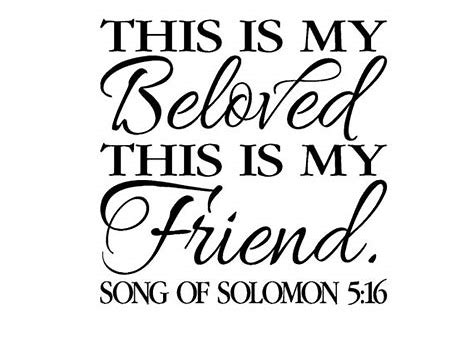 THIS IS MY
Beloved
THIS IS MY
Friend.
SONG OF SOLOMON 5:16